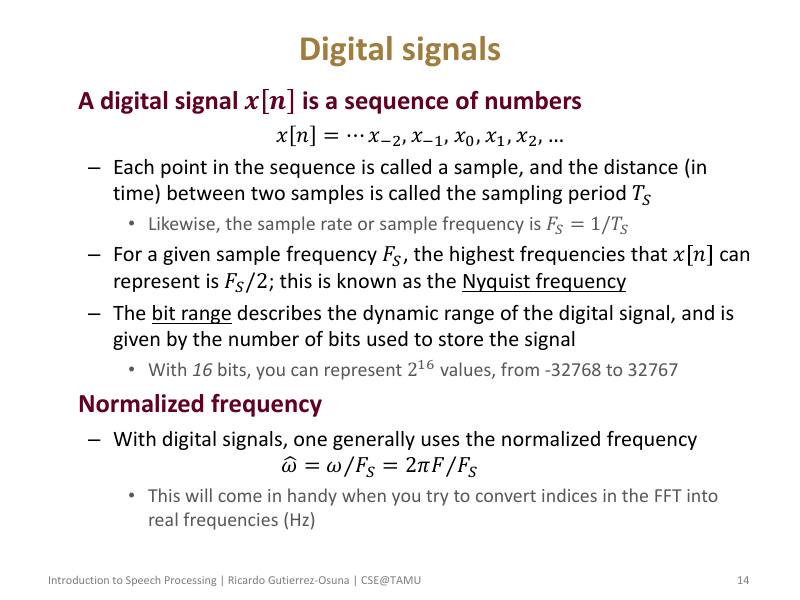 Digital signals
A digital signal 𝒙[𝒏] is a sequence of numbers
𝑥[𝑛] = ⋯ 𝑥₋₂, 𝑥₋₁, 𝑥₀, 𝑥₁, 𝑥₂, …
– Each point in the sequence is called a sample, and the distance (in
time) between two samples is called the sampling period 𝑇_S
• Likewise, the sample rate or sample frequency is 𝐹_S = 1/𝑇_S
– For a given sample frequency 𝐹_S, the highest frequencies that 𝑥[𝑛] can
represent is 𝐹_S/2; this is known as the Nyquist frequency
– The bit range describes the dynamic range of the digital signal, and is
given by the number of bits used to store the signal
• With 16 bits, you can represent 2¹⁶ values, from -32768 to 32767
Normalized frequency
– With digital signals, one generally uses the normalized frequency
ω̂ = ω/𝐹_S = 2π𝐹/𝐹_S
• This will come in handy when you try to convert indices in the FFT into
real frequencies (Hz)
Introduction to Speech Processing | Ricardo Gutierrez-Osuna | CSE@TAMU
14